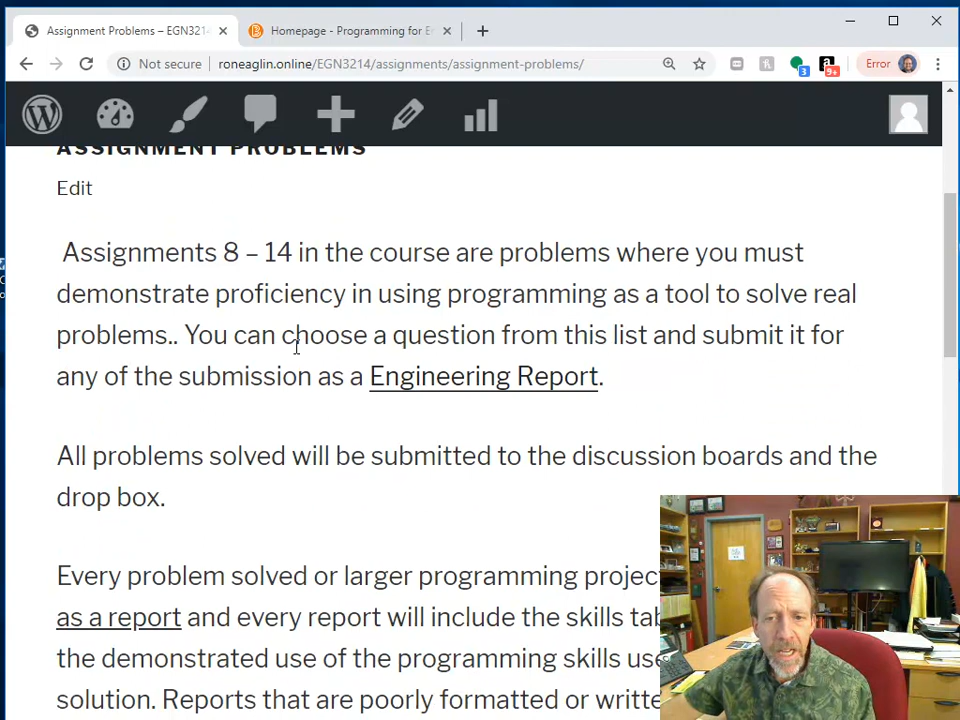 Assignment Problems – EGN321
Homepage - Programming for E
Not secure
roneaglin.online/EGN3214/assignments/assignment-problems/
3
9+
Error
ASSIGNMENT PROBLEMS
Edit
Assignments 8 – 14 in the course are problems where you must
demonstrate proficiency in using programming as a tool to solve real
problems.. You can choose a question from this list and submit it for
any of the submission as a Engineering Report.
All problems solved will be submitted to the discussion boards and the
drop box.
Every problem solved or larger programming projec
as a report and every report will include the skills tab
the demonstrated use of the programming skills use
solution. Reports that are poorly formatted or writte